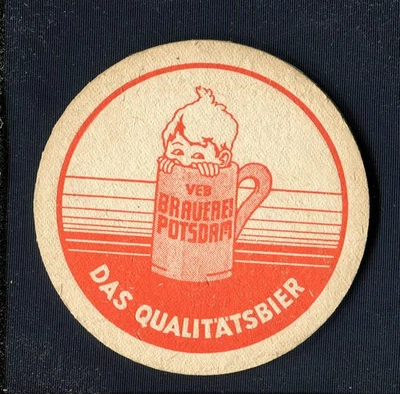 VEB
BRAUEREI
POTSDAM
DAS QUALITÄTSBIER